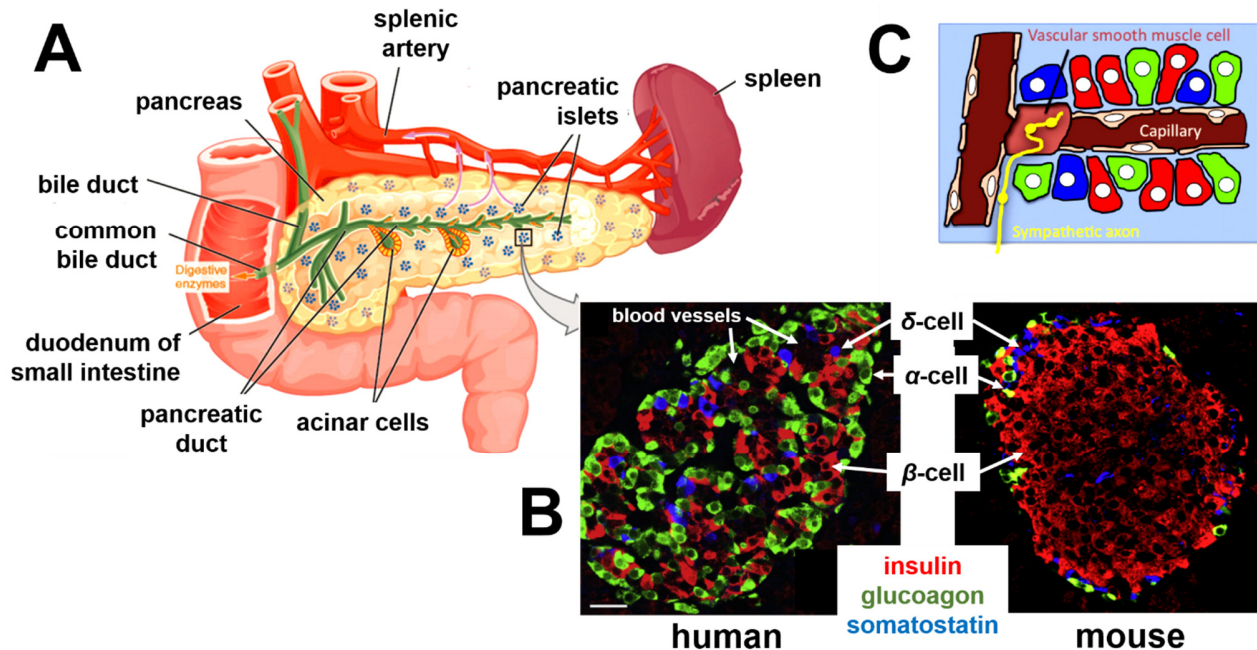 A
splenic
artery
pancreas
pancreatic
islets
spleen
bile duct
common
bile duct
Digestive
enzymes
duodenum of
small intestine
pancreatic
duct
acinar cells
C
Vascular smooth muscle cell
Capillary
Sympathetic axon
B
blood vessels
δ-cell
α-cell
β-cell
insulin
glucoagon
somatostatin
human
mouse